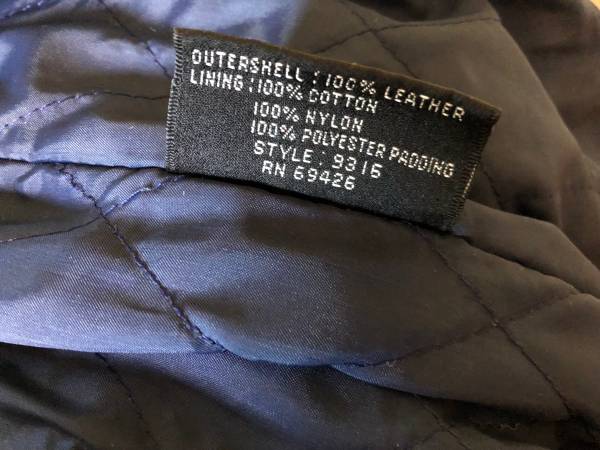 OUTERSHELL : 100% LEATHER
LINING : 100% COTTON
100% NYLON
100% POLYESTER PADDING
STYLE : 9316
RN 69426